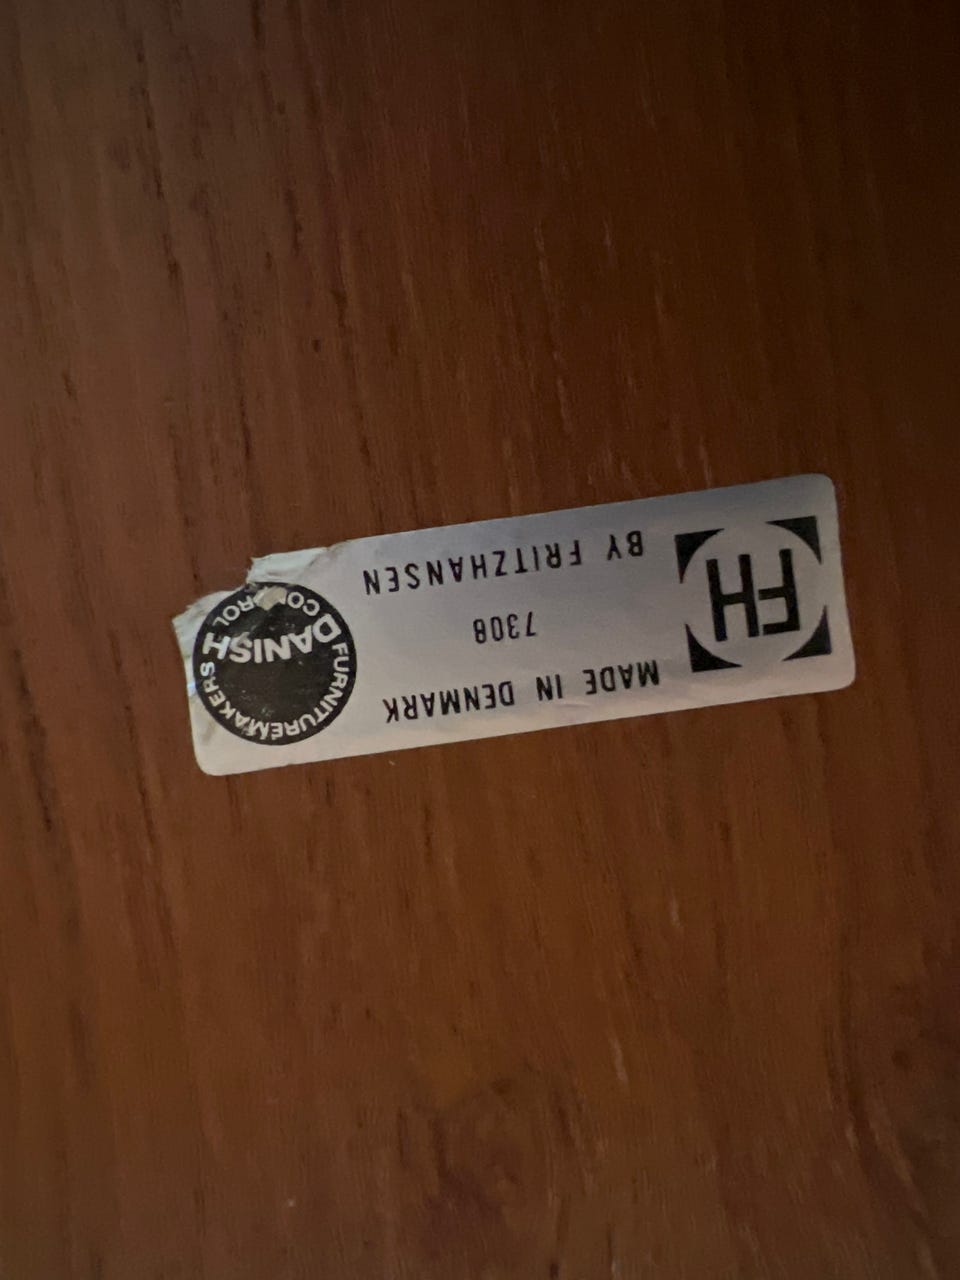 FH
MADE IN DENMARK
7308
BY FRITZHANSEN
FURNITUREMAKERS
DANISH
CONTROL